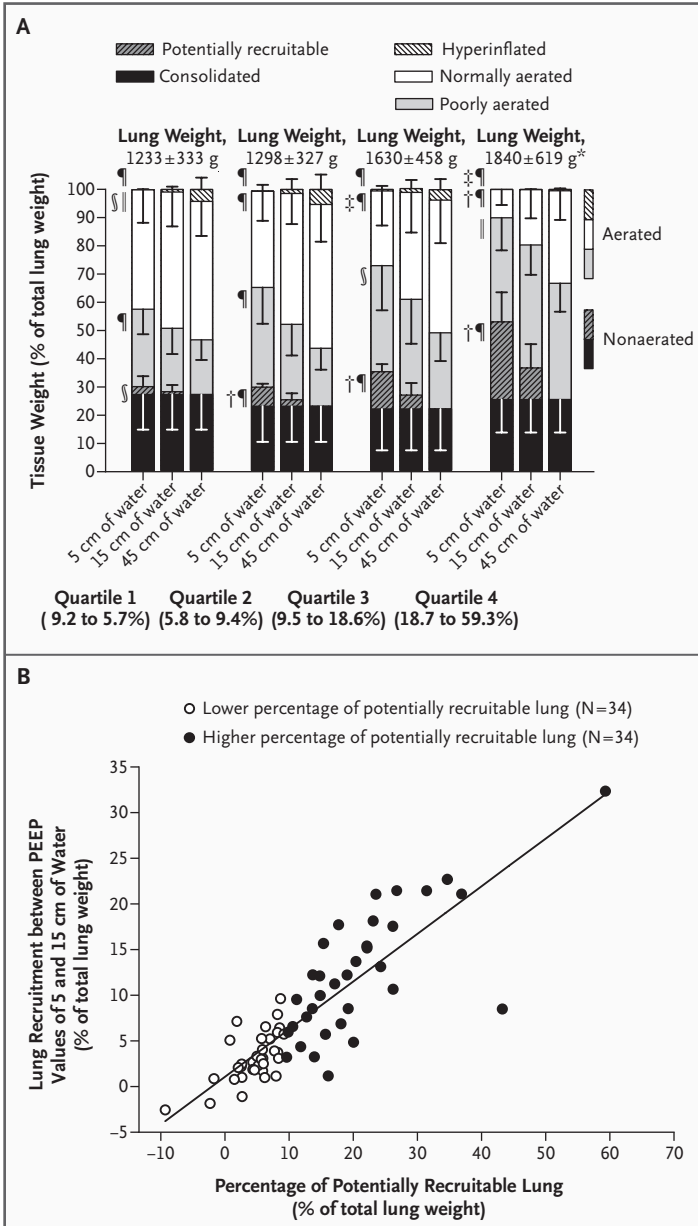 A
Potentially recruitable
Hyperinflated
Consolidated
Normally aerated
Poorly aerated
Lung Weight, Lung Weight, Lung Weight, Lung Weight,
1233±333 g 1298±327 g 1630±458 g 1840±619 g*
¶ ¶ ¶ ‡¶
§‖ ¶ ‡¶ †¶
¶ ¶ § ‖
§ †¶ †¶ †¶
Tissue Weight (% of total lung weight)
100
90
80
70
60
50
40
30
20
10
0
Aerated
Nonaerated
5 cm of water
15 cm of water
45 cm of water
5 cm of water
15 cm of water
45 cm of water
5 cm of water
15 cm of water
45 cm of water
5 cm of water
15 cm of water
45 cm of water
Quartile 1 Quartile 2 Quartile 3 Quartile 4
( 9.2 to 5.7%) (5.8 to 9.4%) (9.5 to 18.6%) (18.7 to 59.3%)
B
Lower percentage of potentially recruitable lung (N=34)
Higher percentage of potentially recruitable lung (N=34)
Lung Recruitment between PEEP
Values of 5 and 15 cm of Water
(% of total lung weight)
35
30
25
20
15
10
5
0
–5
–10 0 10 20 30 40 50 60 70
Percentage of Potentially Recruitable Lung
(% of total lung weight)